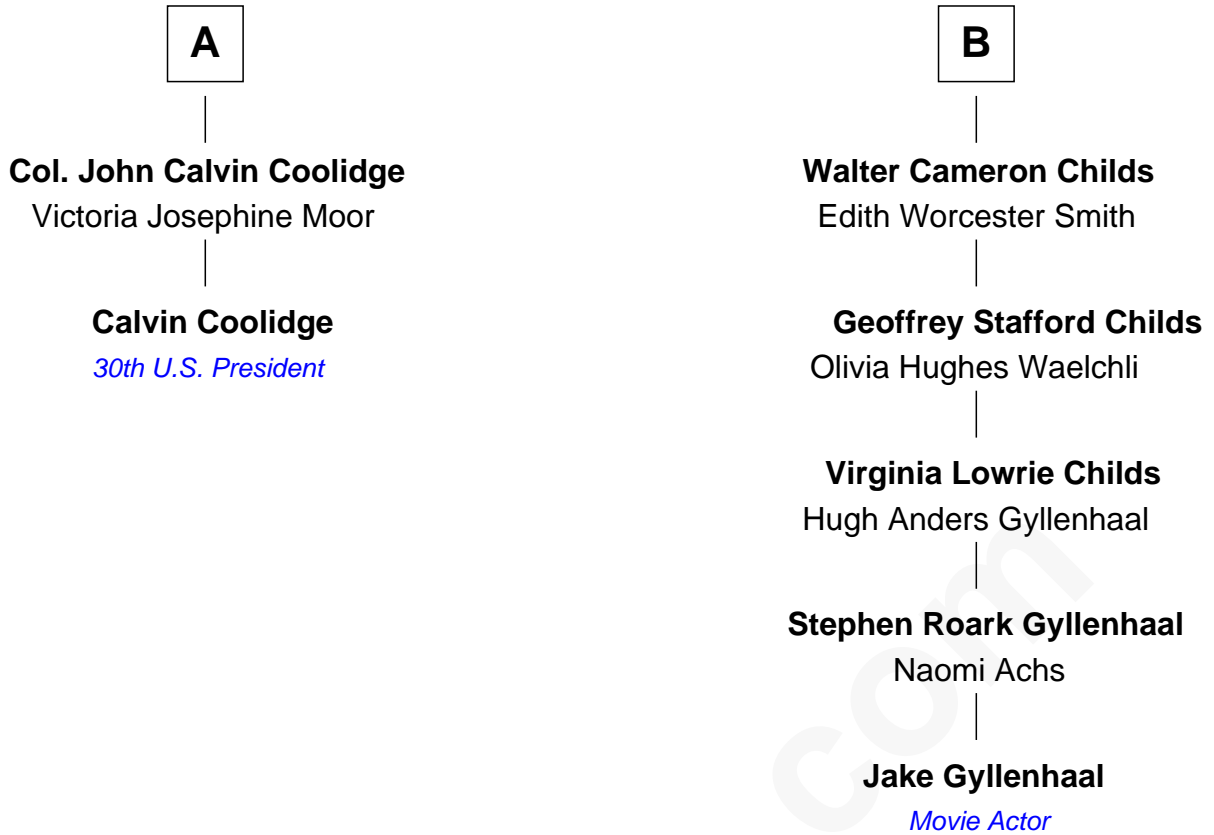 A
Col. John Calvin Coolidge
Victoria Josephine Moor
Calvin Coolidge
30th U.S. President
B
Walter Cameron Childs
Edith Worcester Smith
Geoffrey Stafford Childs
Olivia Hughes Waelchli
Virginia Lowrie Childs
Hugh Anders Gyllenhaal
Stephen Roark Gyllenhaal
Naomi Achs
Jake Gyllenhaal
Movie Actor
com